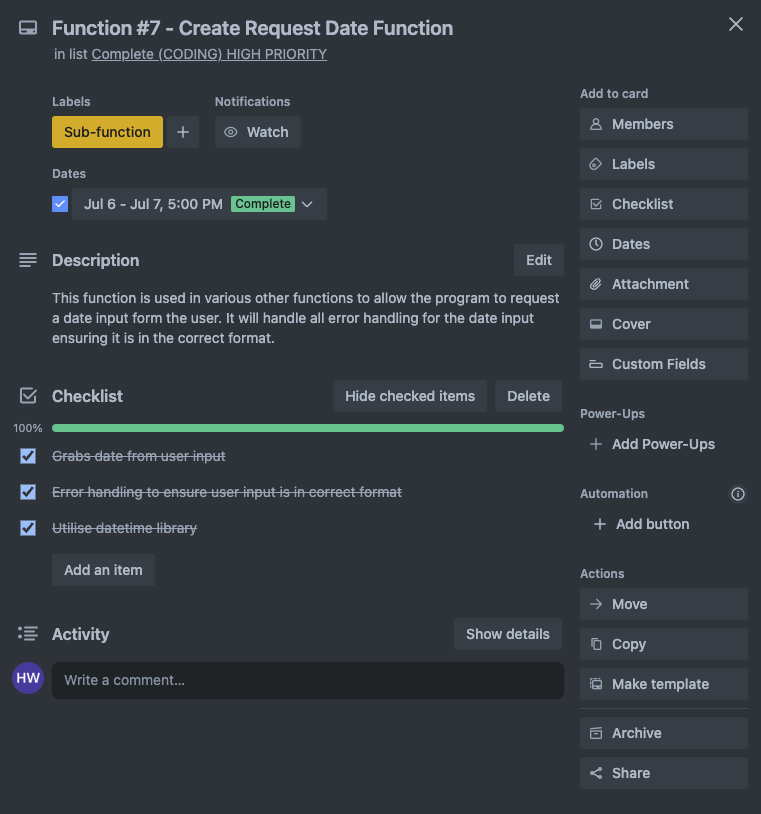 Function #7 - Create Request Date Function
in list Complete (CODING) HIGH PRIORITY
Labels
Notifications
Sub-function
Watch
Dates
Jul 6 - Jul 7, 5:00 PM Complete
Description
Edit
This function is used in various other functions to allow the program to request
a date input form the user. It will handle all error handling for the date input
ensuring it is in the correct format.
Checklist
Hide checked items
Delete
100%
Grabs date from user input
Error handling to ensure user input is in correct format
Utilise datetime library
Add an item
Activity
Show details
HW
Write a comment...
Add to card
Members
Labels
Checklist
Dates
Attachment
Cover
Custom Fields
Power-Ups
+ Add Power-Ups
Automation
+ Add button
Actions
Move
Copy
Make template
Archive
Share